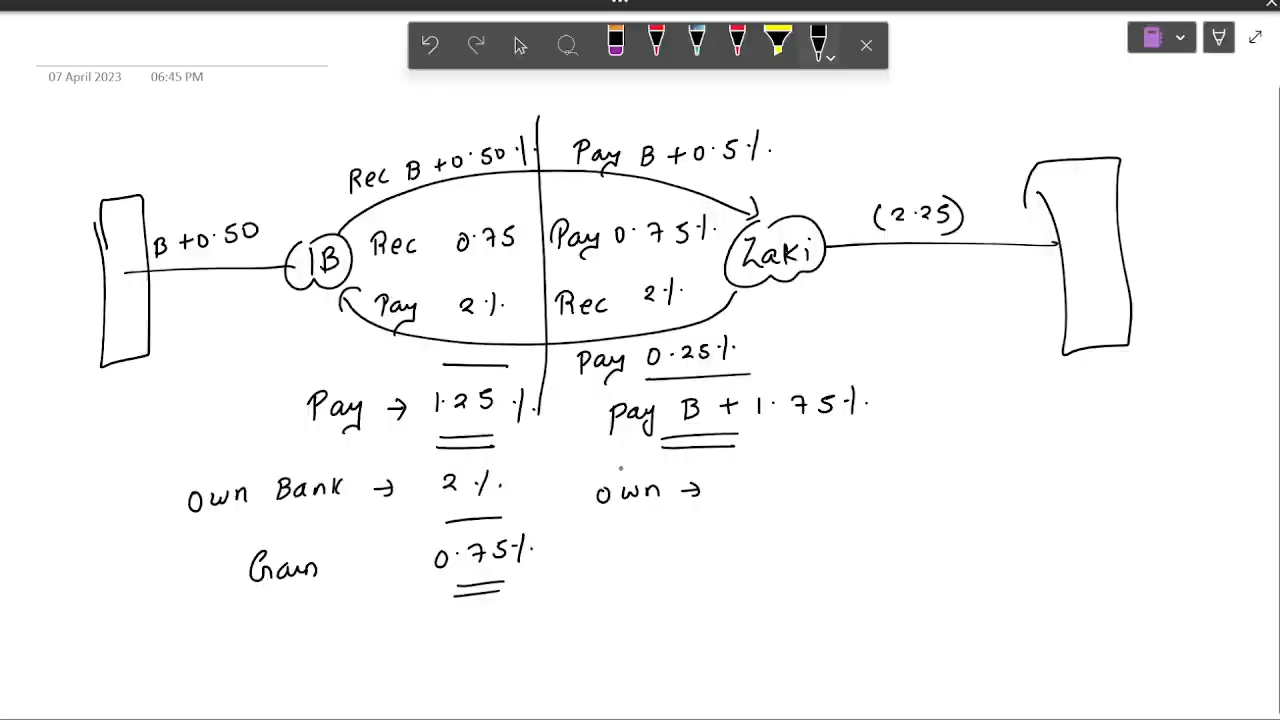 07 April 2023 06:45 PM
Rec B + 0.50 %. Pay B + 0.5 %.
B + 0.50
IB
Rec 0.75 Pay 0.75 %.
Zaki
(2.25)
Pay 2 %. Rec 2 %.
Pay 0.25 %.
Pay → 1.25 %. Pay B + 1.75 %.
Own Bank → 2 %. Own →
Gain 0.75 %.